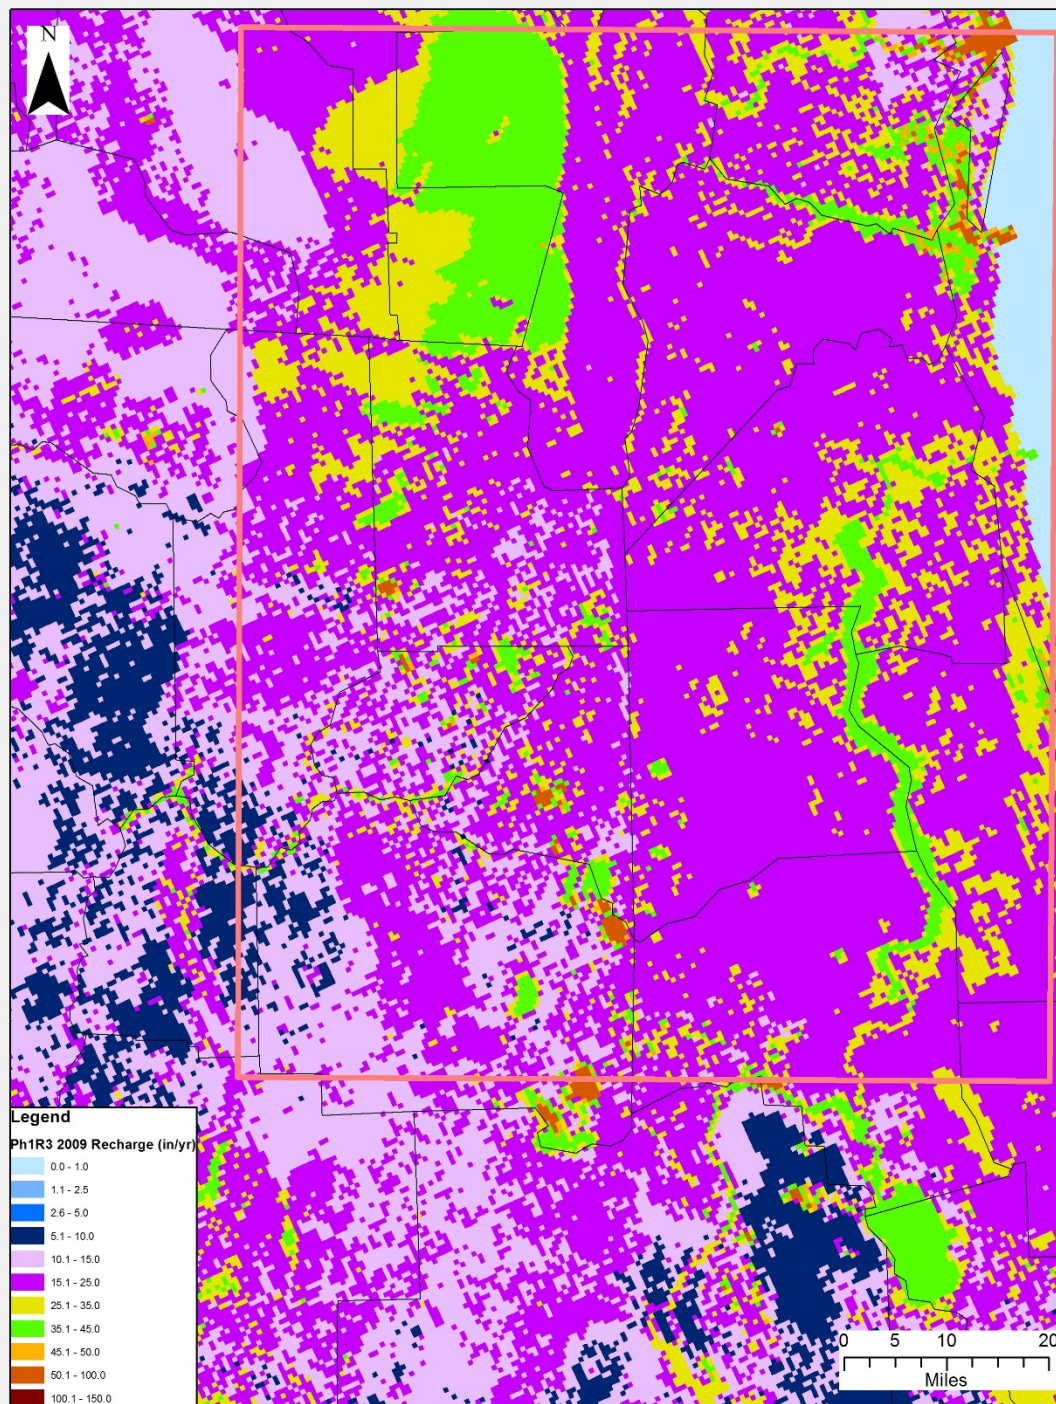 N
Legend
Ph1R3 2009 Recharge (in/yr)
0.0 - 1.0
1.1 - 2.5
2.6 - 5.0
5.1 - 10.0
10.1 - 15.0
15.1 - 25.0
25.1 - 35.0
35.1 - 45.0
45.1 - 50.0
50.1 - 100.0
100.1 - 150.0
0 5 10 20
Miles